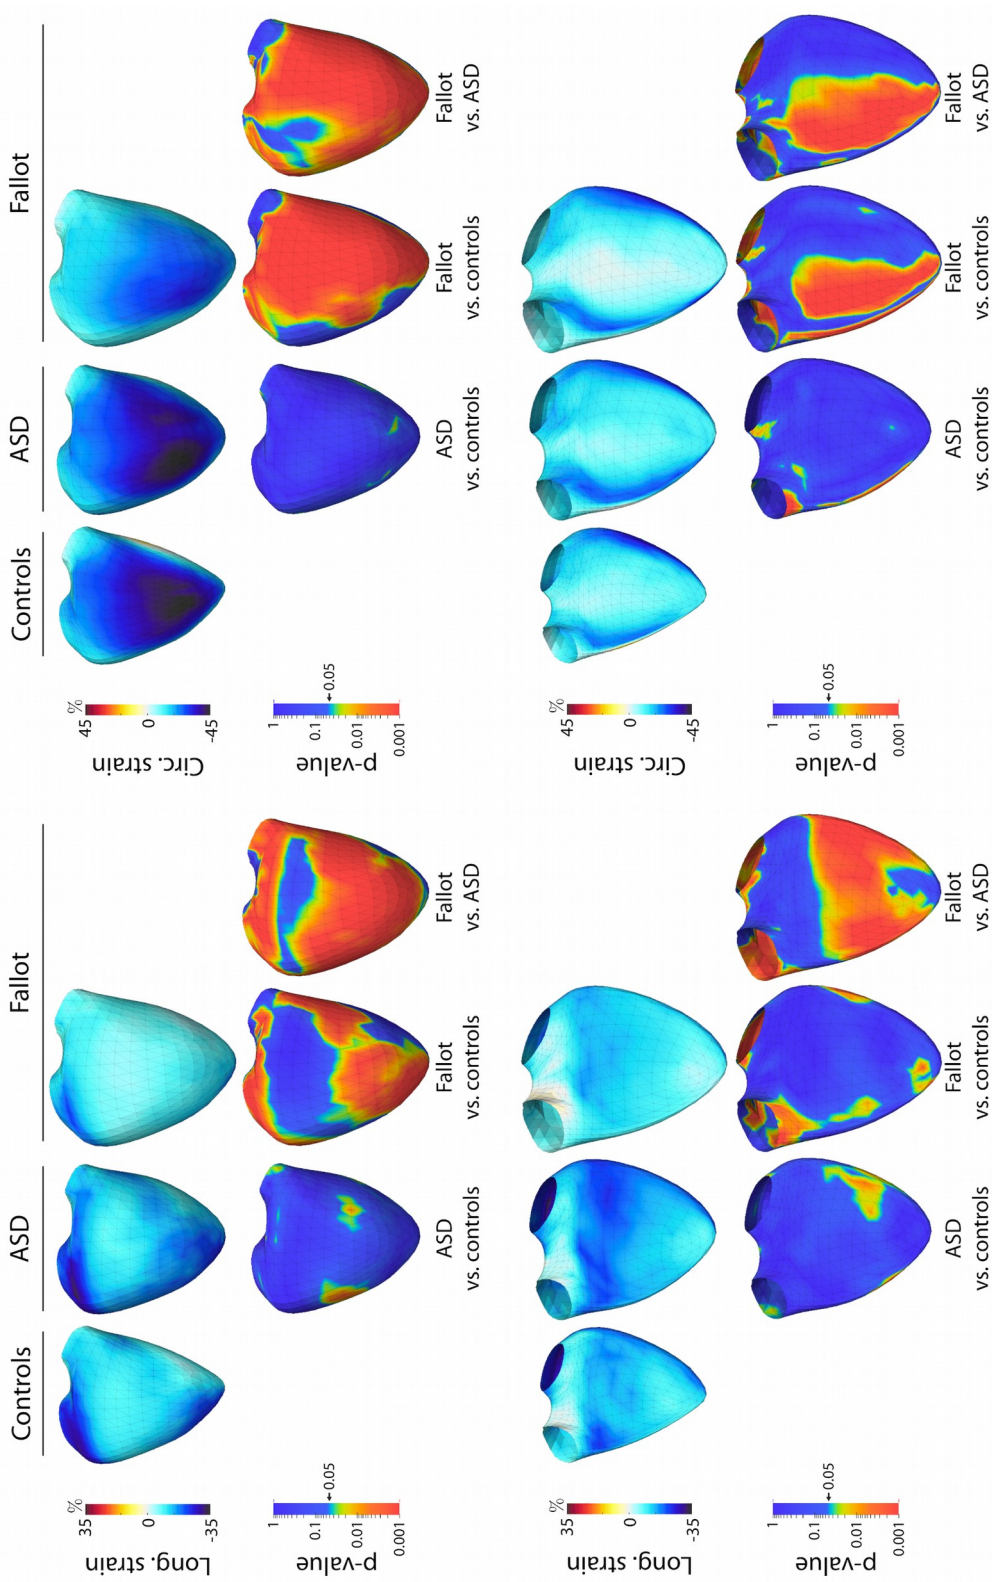 Controls
ASD
Fallot
Long. strain
%
35
0
-35
p-value
1
0.1
0.05
0.01
0.001
ASD
vs. controls
Fallot
vs. controls
Fallot
vs. ASD
Long. strain
%
35
0
-35
p-value
1
0.1
0.05
0.01
0.001
ASD
vs. controls
Fallot
vs. controls
Fallot
vs. ASD
Controls
ASD
Fallot
Circ. strain
%
45
0
-45
p-value
1
0.1
0.05
0.01
0.001
ASD
vs. controls
Fallot
vs. controls
Fallot
vs. ASD
Circ. strain
%
45
0
-45
p-value
1
0.1
0.05
0.01
0.001
ASD
vs. controls
Fallot
vs. controls
Fallot
vs. ASD